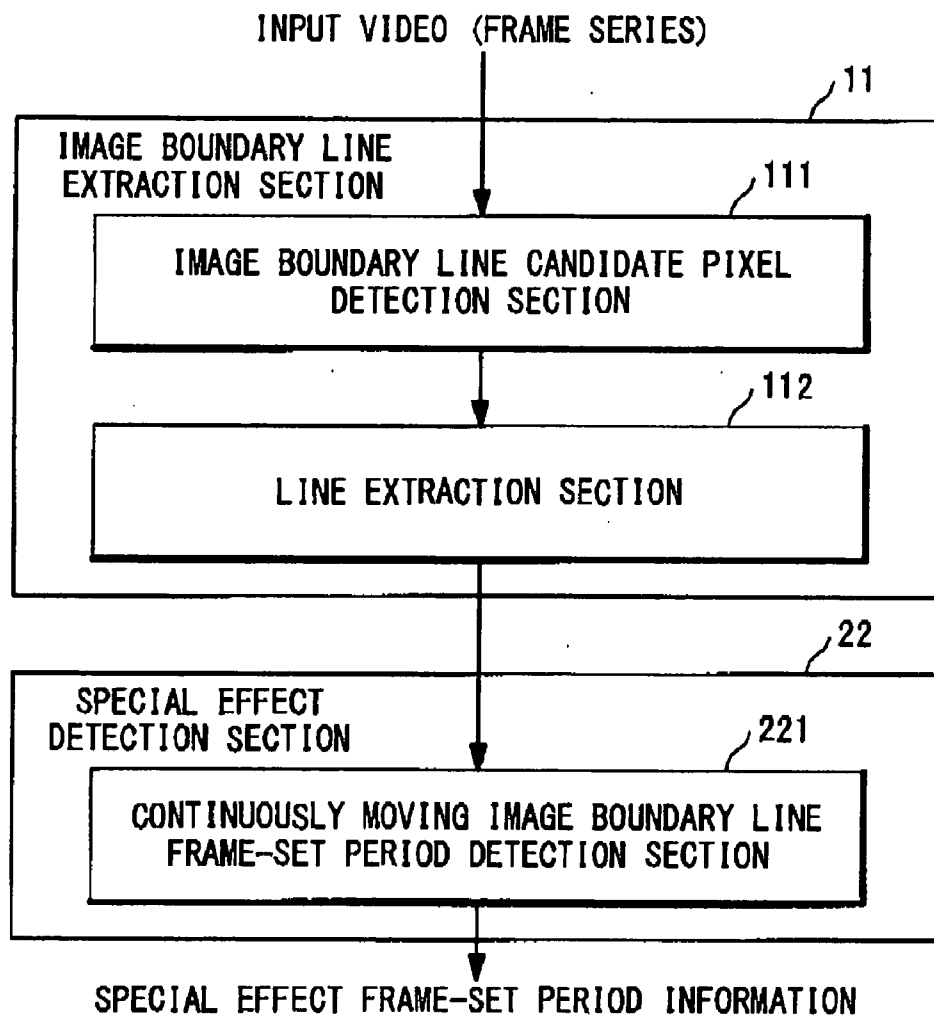 INPUT VIDEO (FRAME SERIES)
11
IMAGE BOUNDARY LINE
EXTRACTION SECTION
111
IMAGE BOUNDARY LINE CANDIDATE PIXEL
DETECTION SECTION
112
LINE EXTRACTION SECTION
22
SPECIAL EFFECT
DETECTION SECTION
221
CONTINUOUSLY MOVING IMAGE BOUNDARY LINE
FRAME-SET PERIOD DETECTION SECTION
SPECIAL EFFECT FRAME-SET PERIOD INFORMATION